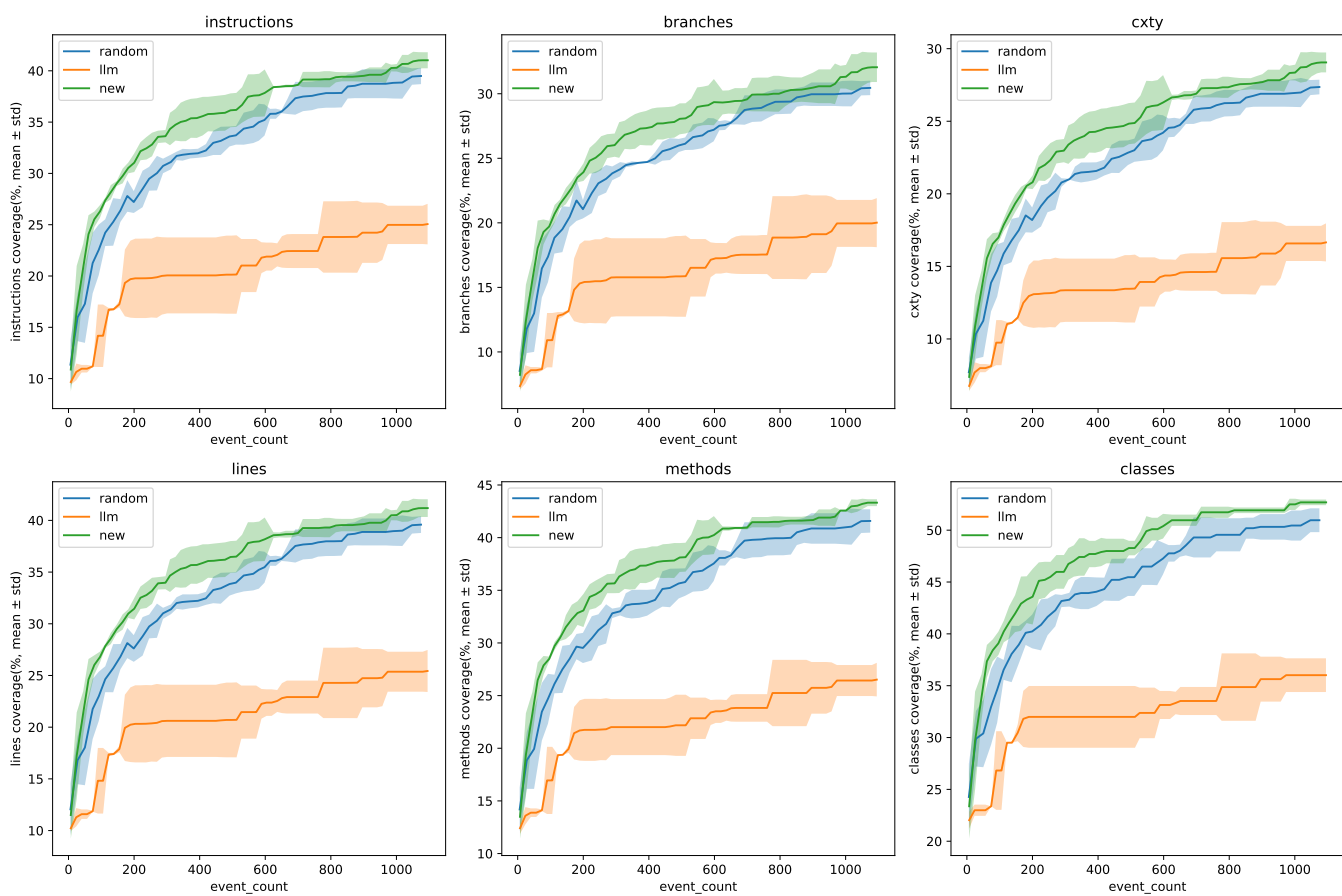 instructions
instructions coverage(%, mean ± std)
40
35
30
25
20
15
10
random
llm
new
0 200 400 600 800 1000
event_count
branches
branches coverage(%, mean ± std)
30
25
20
15
10
random
llm
new
0 200 400 600 800 1000
event_count
cxty
cxty coverage(%, mean ± std)
30
25
20
15
10
random
llm
new
0 200 400 600 800 1000
event_count
lines
lines coverage(%, mean ± std)
40
35
30
25
20
15
10
random
llm
new
0 200 400 600 800 1000
event_count
methods
methods coverage(%, mean ± std)
45
40
35
30
25
20
15
10
random
llm
new
0 200 400 600 800 1000
event_count
classes
classes coverage(%, mean ± std)
50
45
40
35
30
25
20
random
llm
new
0 200 400 600 800 1000
event_count